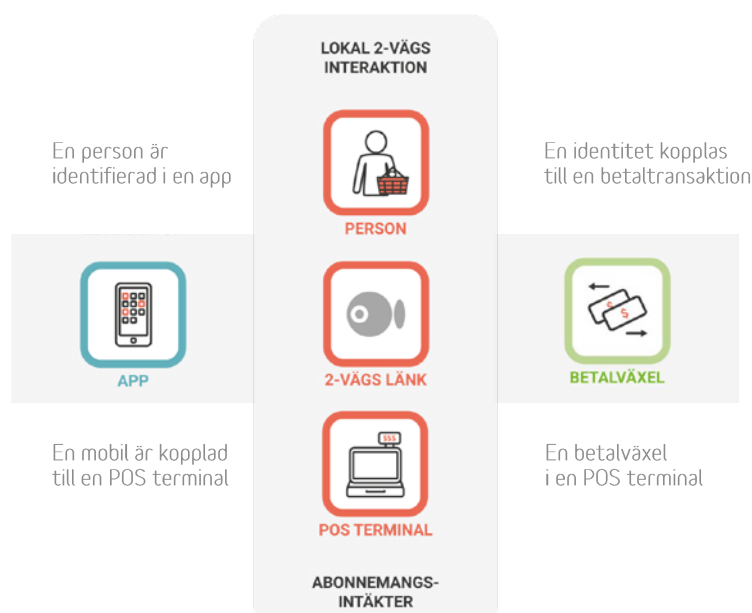 LOKAL 2-VÄGS
INTERAKTION
En person är
identifierad i en app
En identitet kopplas
till en betaltransaktion
PERSON
APP
2-VÄGS LÄNK
$
$
BETALVÄXEL
En mobil är kopplad
till en POS terminal
$$$
En betalväxel
i en POS terminal
POS TERMINAL
ABONNEMANGS-
INTÄKTER